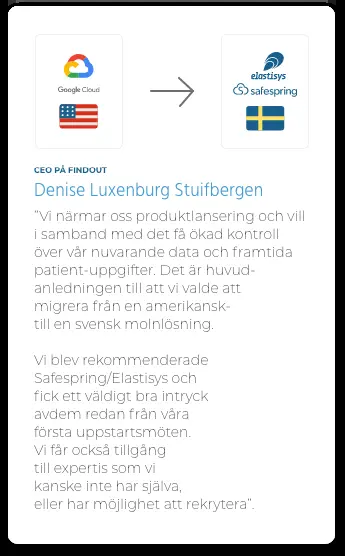 Google Cloud
elastisys
safespring
CEO PÅ FINDOUT
Denise Luxenburg Stuifbergen
"Vi närmar oss produktlansering och vill
i samband med det få ökad kontroll
över vår nuvarande data och framtida
patient-uppgifter. Det är huvud-
anledningen till att vi valde att
migrera från en amerikansk-
till en svensk molnlösning.
Vi blev rekommenderade
Safespring/Elastisys och
fick ett väldigt bra intryck
avdem redan från våra
första uppstartsmöten.
Vi får också tillgång
till expertis som vi
kanske inte har själva,
eller har möjlighet att rekrytera".